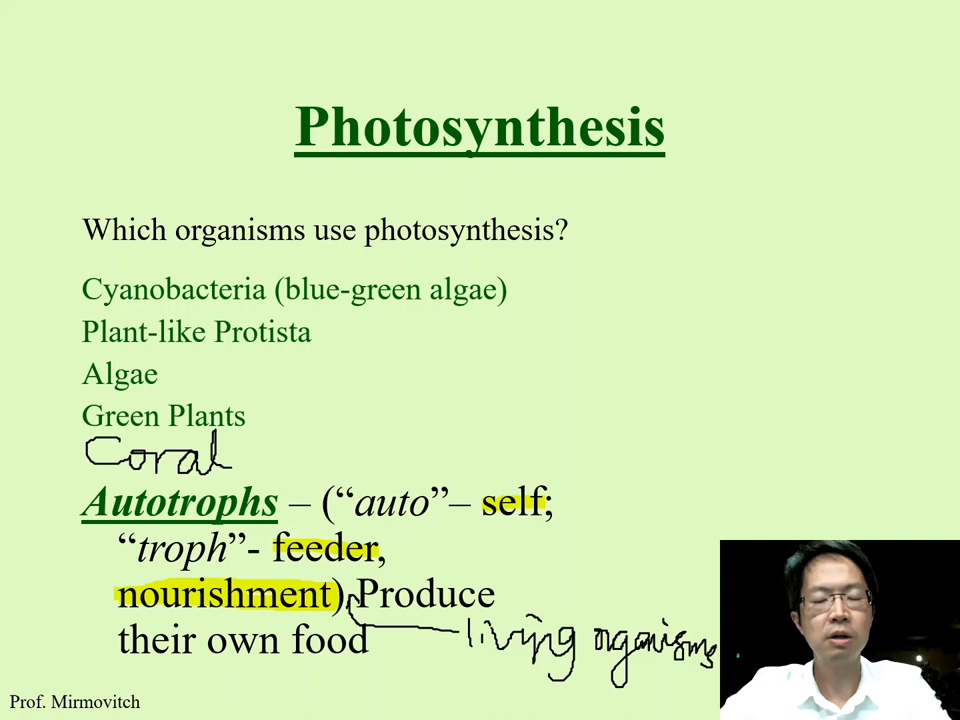 Photosynthesis
Which organisms use photosynthesis?
Cyanobacteria (blue-green algae)
Plant-like Protista
Algae
Green Plants
Coral
Autotrophs – (“auto”– self;
“troph”- feeder,
nourishment) Produce
their own food
living organisms
Prof. Mirmovitch